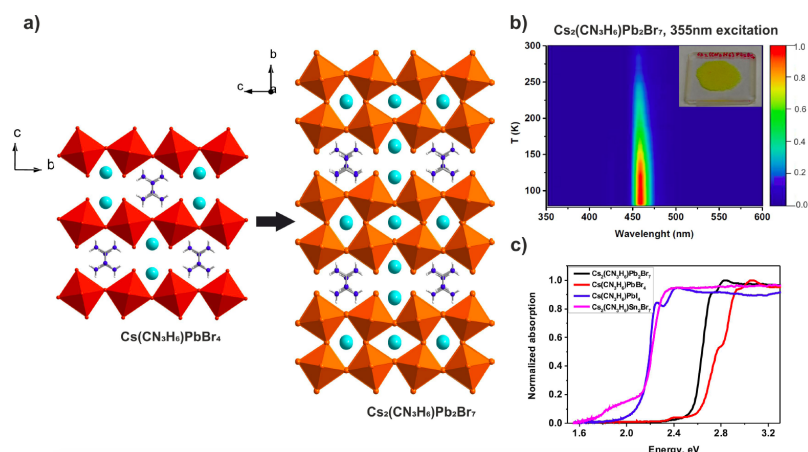 a)
c
b
Cs(CN₃H₆)PbBr₄
b
c
a
Cs₂(CN₃H₆)Pb₂Br₇
b)
Cs₂(CN₃H₆)Pb₂Br₇, 355nm excitation
T (K)
300
250
200
150
100
350
400
450
500
550
600
Wavelenght (nm)
1.0
0.8
0.6
0.4
0.2
0.0
c)
Normalized absorption
1.0
0.8
0.6
0.4
0.2
0.0
Cs₂(CN₃H₆)Pb₂Br₇
Cs(CN₃H₆)PbBr₄
Cs(CN₃H₆)PbI₄
Cs₂(CN₃H₆)Sn₂Br₇
1.6
2.0
2.4
2.8
3.2
Energy, eV